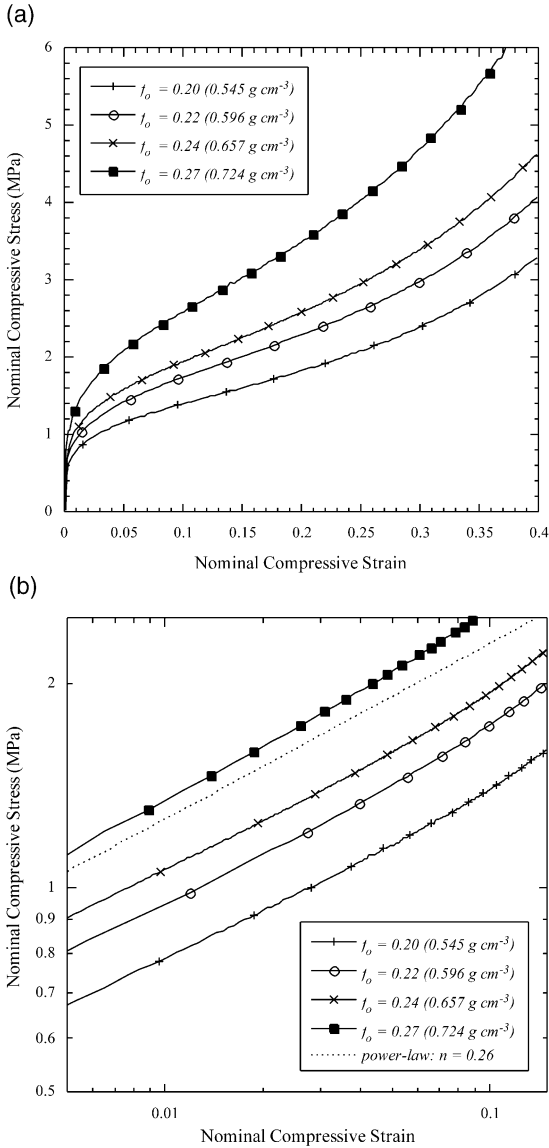 (a)
6
5
4
3
2
1
0
Nominal Compressive Stress (MPa)
fo = 0.20 (0.545 g cm-3)
fo = 0.22 (0.596 g cm-3)
fo = 0.24 (0.657 g cm-3)
fo = 0.27 (0.724 g cm-3)
0 0.05 0.1 0.15 0.2 0.25 0.3 0.35 0.4
Nominal Compressive Strain
(b)
2
1
0.9
0.8
0.7
0.6
0.5
Nominal Compressive Stress (MPa)
fo = 0.20 (0.545 g cm-3)
fo = 0.22 (0.596 g cm-3)
fo = 0.24 (0.657 g cm-3)
fo = 0.27 (0.724 g cm-3)
power-law: n = 0.26
0.01 0.1
Nominal Compressive Strain